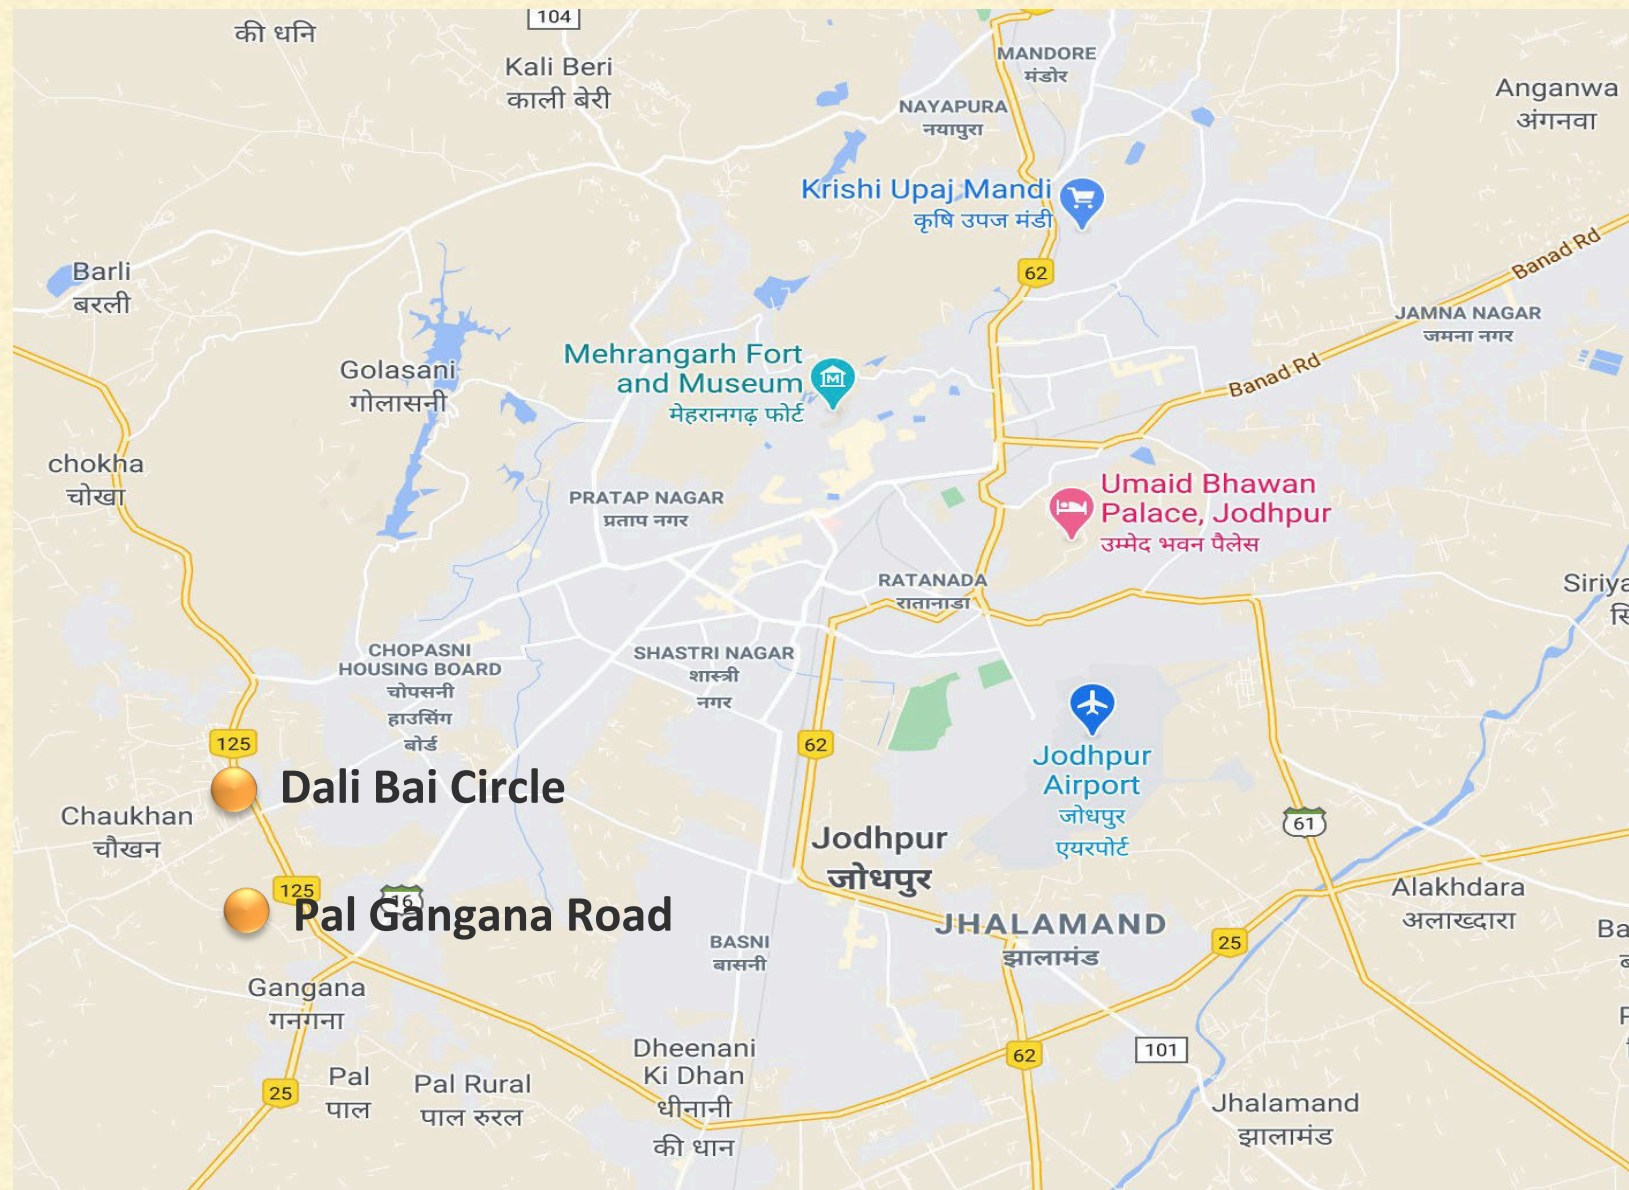 104
की धनि
Kali Beri
काली बेरी
MANDORE
मंडोर
NAYAPURA
नयापुरा
Anganwa
अंगनवा
Krishi Upaj Mandi
कृषि उपज मंडी
62
Banad Rd
Barli
बरली
JAMNA NAGAR
जमना नगर
Golasani
गोलासनी
Mehrangarh Fort
and Museum
मेहरानगढ़ फोर्ट
Banad Rd
chokha
चोखा
PRATAP NAGAR
प्रताप नगर
Umaid Bhawan
Palace, Jodhpur
उम्मेद भवन पैलेस
RATANADA
रातानाडा
Siriya
CHOPASNI
HOUSING BOARD
चोपसनी
हाउसिंग
बोर्ड
SHASTRI NAGAR
शास्त्री
नगर
125
62
Jodhpur
Airport
जोधपुर
एयरपोर्ट
Dali Bai Circle
Chaukhan
चौखन
61
Jodhpur
जोधपुर
125
16
Pal Gangana Road
Alakhdara
अलाख्दारा
JHALAMAND
झालामंड
25
Ba
BASNI
बासनी
Gangana
गनगना
Dheenani
Ki Dhan
धीनानी
की धान
62
101
Pal
पाल
Pal Rural
पाल रुरल
25
Jhalamand
झालामंड